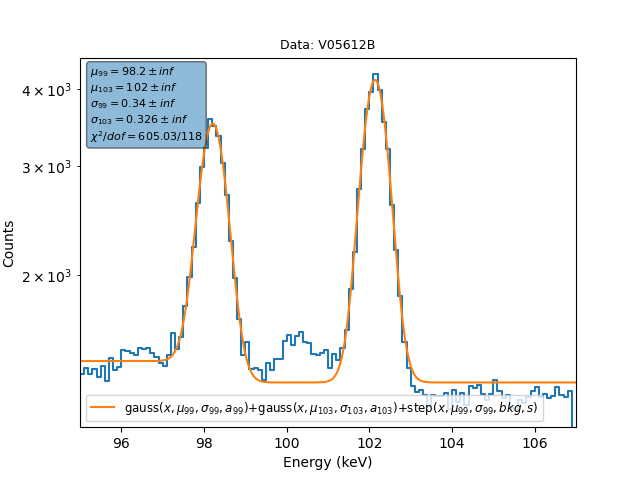 Data: V05612B
μ₉₉ = 98.2 ± inf
μ₁₀₃ = 102 ± inf
σ₉₉ = 0.34 ± inf
σ₁₀₃ = 0.326 ± inf
χ²/dof = 605.03/118
4 × 10³
3 × 10³
2 × 10³
Counts
gauss(x, μ₉₉, σ₉₉, a₉₉)+gauss(x, μ₁₀₃, σ₁₀₃, a₁₀₃)+step(x, μ₉₉, σ₉₉, bkg, s)
96 98 100 102 104 106
Energy (keV)